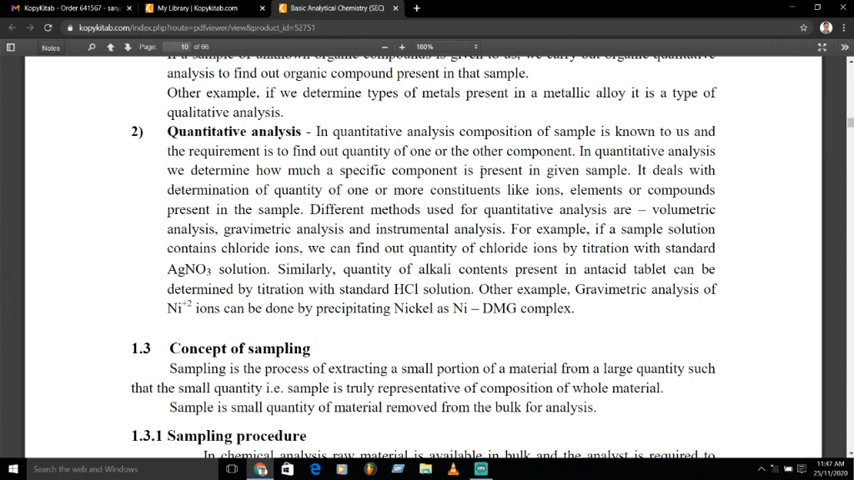 KopyKitab - Order 641567 - sanj
My Library | Kopykitab.com
Basic Analytical Chemistry (SEC)
kopykitab.com/index.php?route=pdfviewer/view&product_id=52751
Notes
Page: 10 of 66
180%
analysis to find out organic compound present in that sample.
Other example, if we determine types of metals present in a metallic alloy it is a type of
qualitative analysis.
2) Quantitative analysis - In quantitative analysis composition of sample is known to us and
the requirement is to find out quantity of one or the other component. In quantitative analysis
we determine how much a specific component is present in given sample. It deals with
determination of quantity of one or more constituents like ions, elements or compounds
present in the sample. Different methods used for quantitative analysis are – volumetric
analysis, gravimetric analysis and instrumental analysis. For example, if a sample solution
contains chloride ions, we can find out quantity of chloride ions by titration with standard
AgNO3 solution. Similarly, quantity of alkali contents present in antacid tablet can be
determined by titration with standard HCl solution. Other example, Gravimetric analysis of
Ni+2 ions can be done by precipitating Nickel as Ni – DMG complex.
1.3 Concept of sampling
Sampling is the process of extracting a small portion of a material from a large quantity such
that the small quantity i.e. sample is truly representative of composition of whole material.
Sample is small quantity of material removed from the bulk for analysis.
1.3.1 Sampling procedure
In chemical analysis raw material is available in bulk and the analyst is required to
Search the web and Windows
11:47 AM
25/11/2020